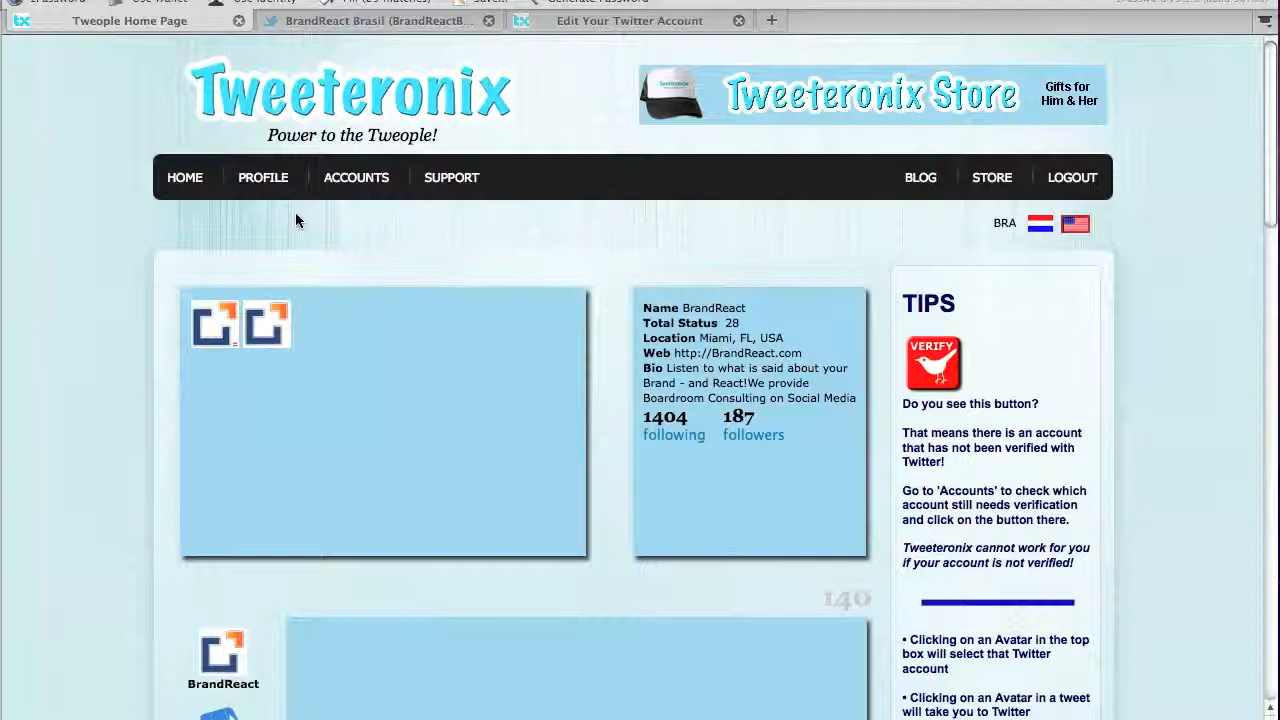 Tweople Home Page
BrandReact Brasil (BrandReact...
Edit Your Twitter Account
Tweeteronix
Power to the Tweople!
Tweeteronix Store
Gifts for
Him & Her
HOME
PROFILE
ACCOUNTS
SUPPORT
BLOG
STORE
LOGOUT
BRA
Name BrandReact
Total Status 28
Location Miami, FL, USA
Web http://BrandReact.com
Bio Listen to what is said about your
Brand - and React!We provide
Boardroom Consulting on Social Media
1404
187
following
followers
TIPS
VERIFY
Do you see this button?
That means there is an account
that has not been verified with
Twitter!
Go to 'Accounts' to check which
account still needs verification
and click on the button there.
Tweeteronix cannot work for you
if your account is not verified!
140
BrandReact
• Clicking on an Avatar in the top
box will select that Twitter
account
• Clicking on an Avatar in a tweet
will take you to Twitter